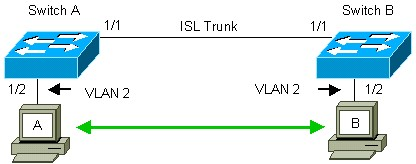 Switch A
Switch B
1/1
ISL Trunk
1/1
1/2
VLAN 2
VLAN 2
1/2
A
B